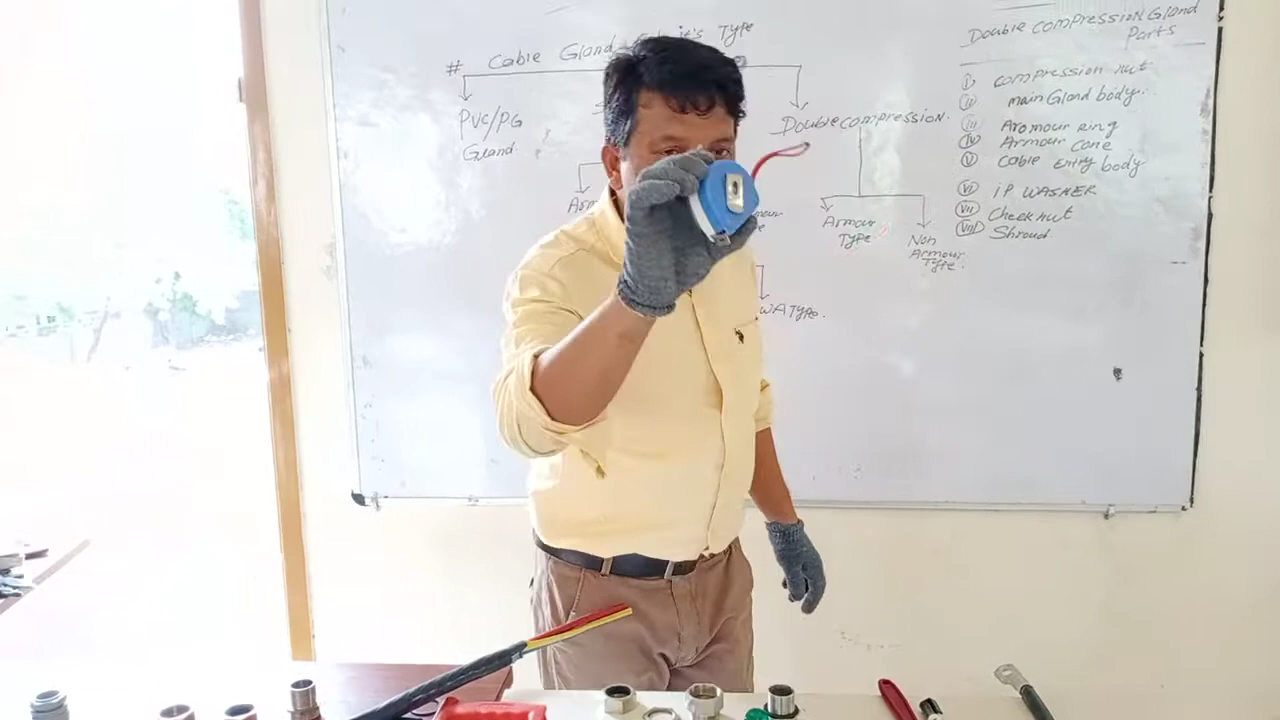 # Cable Gland Type
PVC/PG
Gland.
Double compression.
Armour
Type
Non
Armour
Type.
WA Type.
Double compression Gland
Parts
i compression nut
ii main Gland body.
iii Aromour Ring
iv Armour cone
v Cable entry body
vi iP WASHER
vii Check nut
viii Shroud.